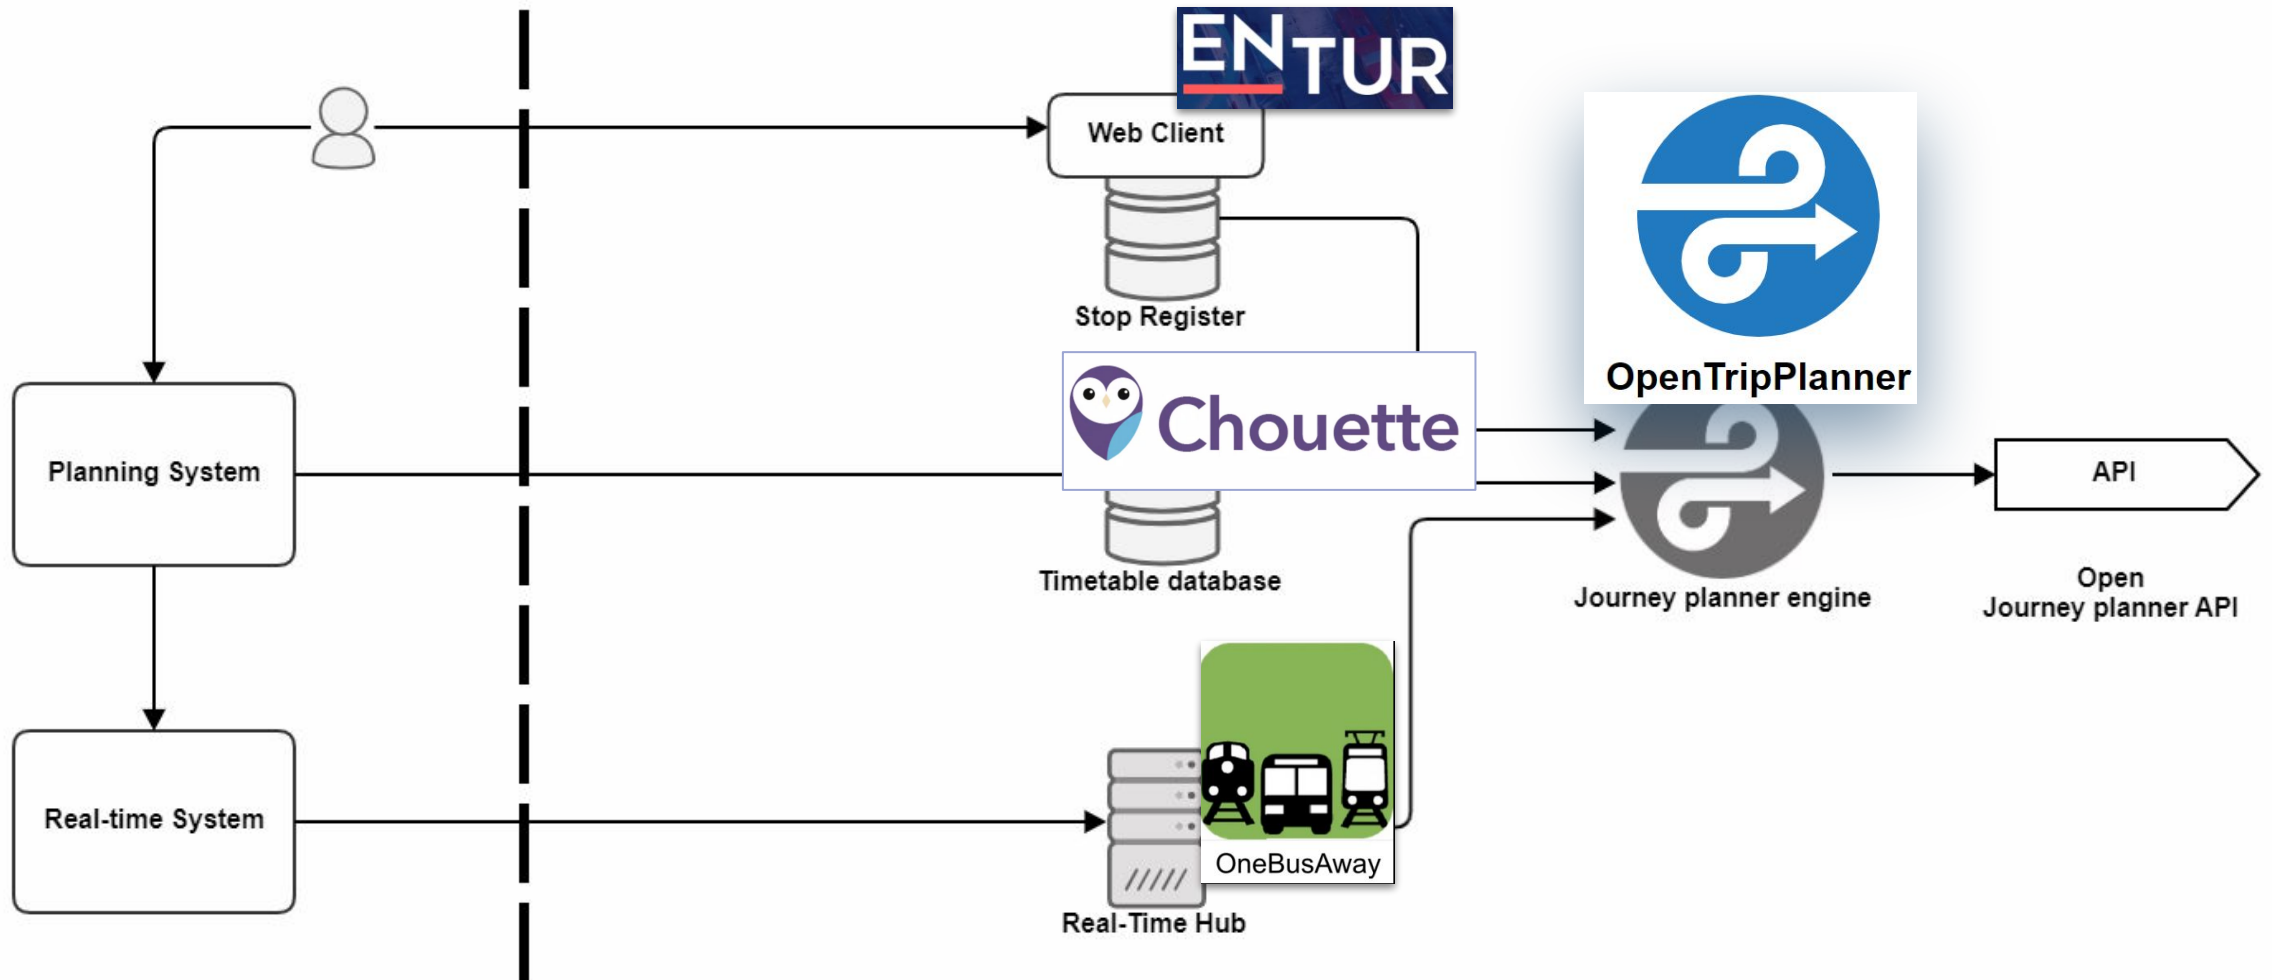 ENTUR
Web Client
Stop Register
OpenTripPlanner
Chouette
Planning System
API
Timetable database
Journey planner engine
Open
Journey planner API
Real-time System
OneBusAway
Real-Time Hub